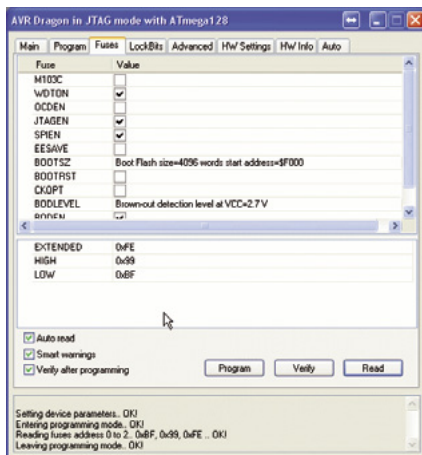 AVR Dragon in JTAG mode with ATmega128
Main Program Fuses LockBits Advanced HW Settings HW Info Auto
Fuse Value
M103C
WDTON
OCDEN
JTAGEN
SPIEN
EESAVE
BOOTSZ Boot Flash size=4096 words start address=$F000
BOOTRST
CKOPT
BODLEVEL Brown-out detection level at VCC=2.7 V
BODEN
EXTENDED 0xFE
HIGH 0x99
LOW 0xBF
Auto read
Smart warnings
Verify after programming Program Verify Read
Setting device parameters.. OK!
Entering programming mode.. OK!
Reading fuses address 0 to 2.. 0xBF, 0x99, 0xFE .. OK!
Leaving programming mode.. OK!